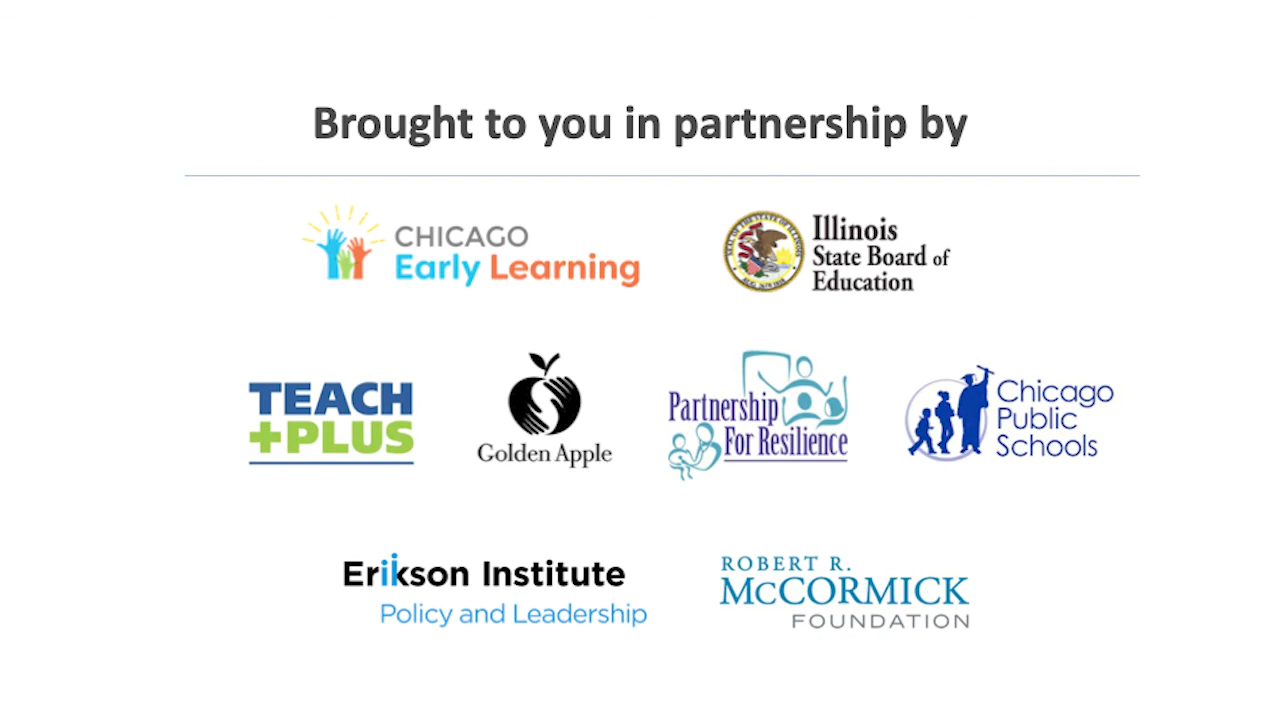 Brought to you in partnership by
CHICAGO
Early Learning
Illinois
State Board of
Education
TEACH
+PLUS
Golden Apple
Partnership
For Resilience
Chicago
Public
Schools
Erikson Institute
Policy and Leadership
ROBERT R.
McCORMICK
FOUNDATION